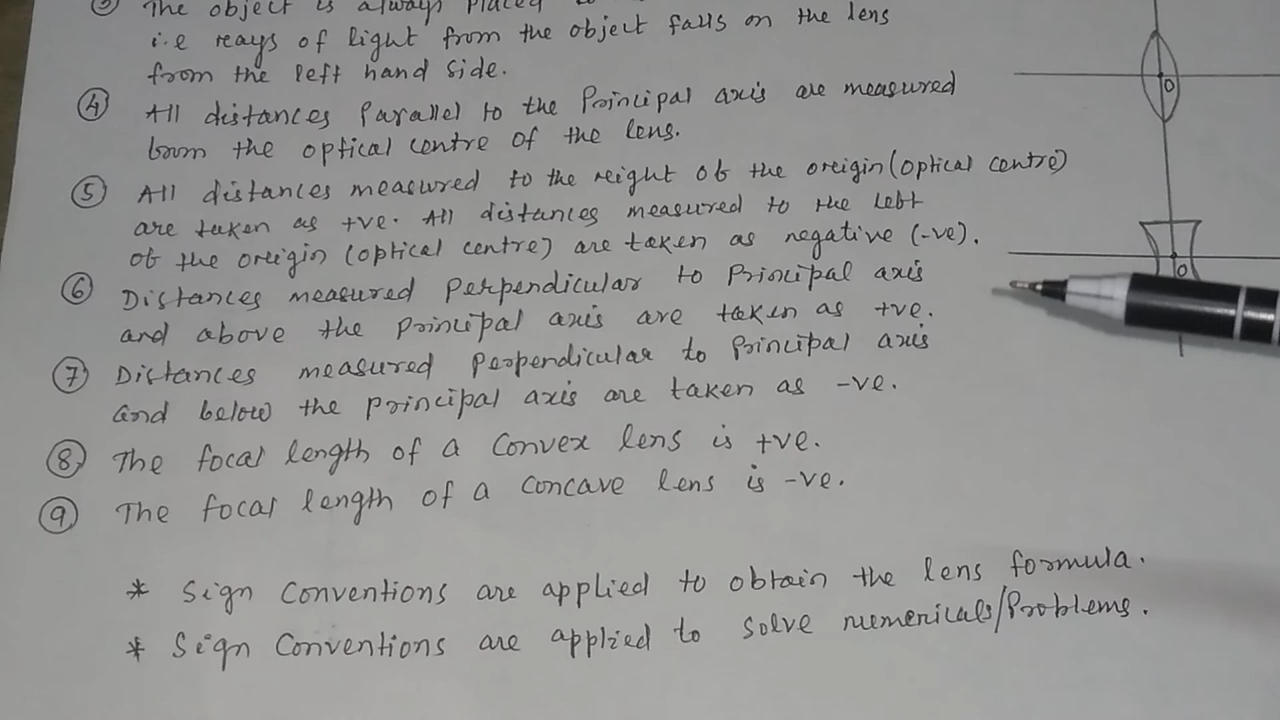 ③ The object is always placed
i.e rays of light from the object falls on the lens
from the left hand side.
④ All distances parallel to the Principal axis are measured
from the optical centre of the lens.
⑤ All distances measured to the right of the origin (optical centre)
are taken as +ve. All distances measured to the left
of the origin (optical centre) are taken as negative (-ve).
⑥ Distances measured perpendicular to Principal axis
and above the principal axis are taken as +ve.
⑦ Distances measured perpendicular to principal axis
and below the principal axis are taken as -ve.
⑧ The focal length of a convex lens is +ve.
⑨ The focal length of a concave lens is -ve.
* Sign conventions are applied to obtain the lens formula.
* Sign conventions are applied to solve numericals/Problems.
O
O